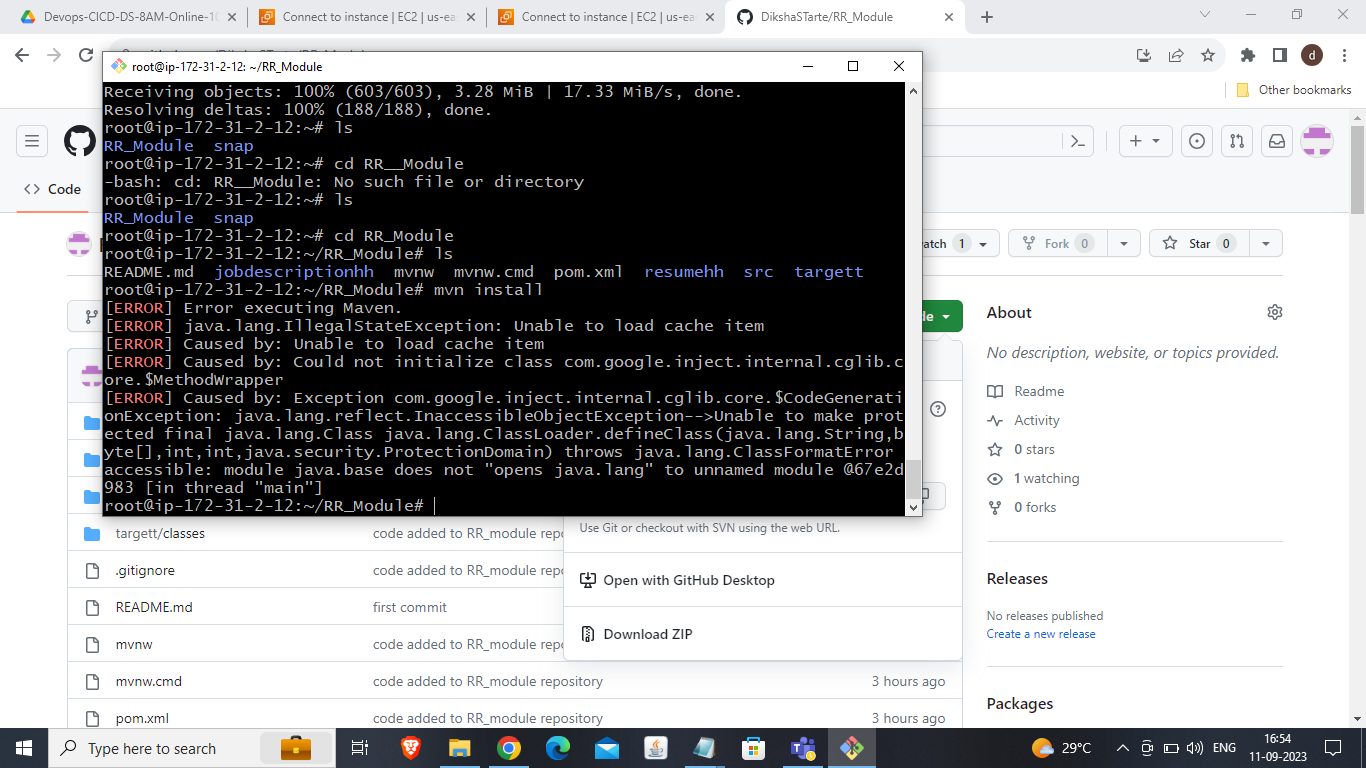 Devops-CICD-DS-8AM-Online-10
Connect to instance | EC2 | us-ea
Connect to instance | EC2 | us-ea
DikshaSTarte/RR_Module
d
Other bookmarks
root@ip-172-31-2-12: ~/RR_Module
Receiving objects: 100% (603/603), 3.28 MiB | 17.33 MiB/s, done.
Resolving deltas: 100% (188/188), done.
root@ip-172-31-2-12:~# ls
RR_Module  snap
root@ip-172-31-2-12:~# cd RR__Module
-bash: cd: RR__Module: No such file or directory
root@ip-172-31-2-12:~# ls
RR_Module  snap
root@ip-172-31-2-12:~# cd RR_Module
root@ip-172-31-2-12:~/RR_Module# ls
README.md  jobdescriptionhh  mvnw  mvnw.cmd  pom.xml  resumehh  src  targett
root@ip-172-31-2-12:~/RR_Module# mvn install
[ERROR] Error executing Maven.
[ERROR] java.lang.IllegalStateException: Unable to load cache item
[ERROR] Caused by: Unable to load cache item
[ERROR] Caused by: Could not initialize class com.google.inject.internal.cglib.c
ore.$MethodWrapper
[ERROR] Caused by: Exception com.google.inject.internal.cglib.core.$CodeGenerati
onException: java.lang.reflect.InaccessibleObjectException-->Unable to make prot
ected final java.lang.Class java.lang.ClassLoader.defineClass(java.lang.String,b
yte[],int,int,java.security.ProtectionDomain) throws java.lang.ClassFormatError
accessible: module java.base does not "opens java.lang" to unnamed module @67e2d
983 [in thread "main"]
root@ip-172-31-2-12:~/RR_Module#
Code
atch 1
Fork 0
Star 0
de
About
No description, website, or topics provided.
Readme
Activity
0 stars
1 watching
0 forks
Use Git or checkout with SVN using the web URL.
Open with GitHub Desktop
Download ZIP
targett/classes code added to RR_module repo
.gitignore code added to RR_module repo
README.md first commit
mvnw code added to RR_module repo
mvnw.cmd code added to RR_module repository 3 hours ago
pom.xml code added to RR_module repository 3 hours ago
Releases
No releases published
Create a new release
Packages
Type here to search
29°C
ENG
16:54
11-09-2023